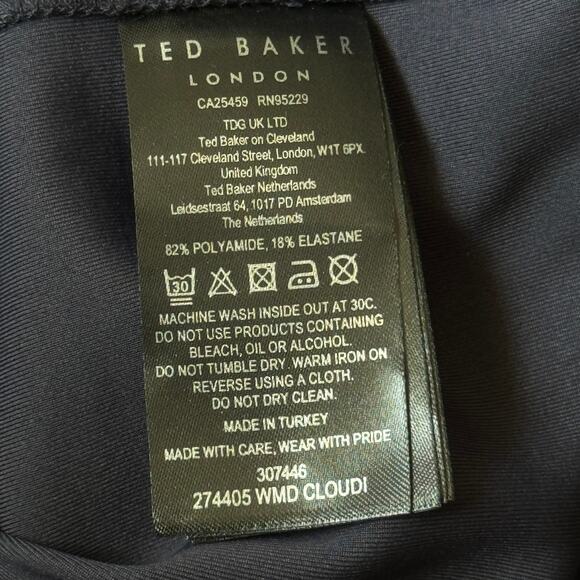 TED BAKER
LONDON
CA25459 RN95229
TDG UK LTD
Ted Baker on Cleveland
111-117 Cleveland Street, London, W1T 6PX.
United Kingdom
Ted Baker Netherlands
Leidsestraat 64, 1017 PD Amsterdam
The Netherlands
82% POLYAMIDE, 18% ELASTANE
30
MACHINE WASH INSIDE OUT AT 30C.
DO NOT USE PRODUCTS CONTAINING
BLEACH, OIL OR ALCOHOL.
DO NOT TUMBLE DRY. WARM IRON ON
REVERSE USING A CLOTH.
DO NOT DRY CLEAN.
MADE IN TURKEY
MADE WITH CARE, WEAR WITH PRIDE
307446
274405 WMD CLOUDI